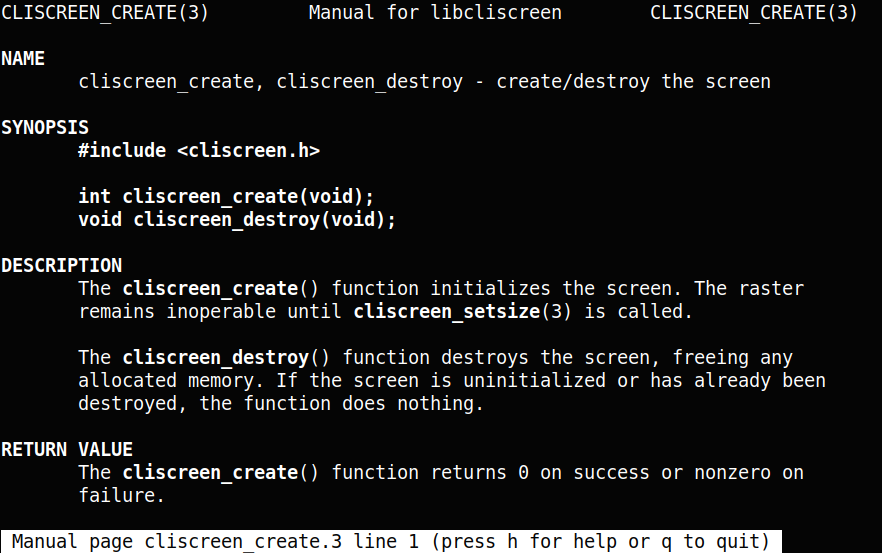 CLISCREEN_CREATE(3) Manual for libcliscreen CLISCREEN_CREATE(3)
NAME
cliscreen_create, cliscreen_destroy - create/destroy the screen
SYNOPSIS
#include <cliscreen.h>
int cliscreen_create(void);
void cliscreen_destroy(void);
DESCRIPTION
The cliscreen_create() function initializes the screen. The raster
remains inoperable until cliscreen_setsize(3) is called.
The cliscreen_destroy() function destroys the screen, freeing any
allocated memory. If the screen is uninitialized or has already been
destroyed, the function does nothing.
RETURN VALUE
The cliscreen_create() function returns 0 on success or nonzero on
failure.
Manual page cliscreen_create.3 line 1 (press h for help or q to quit)